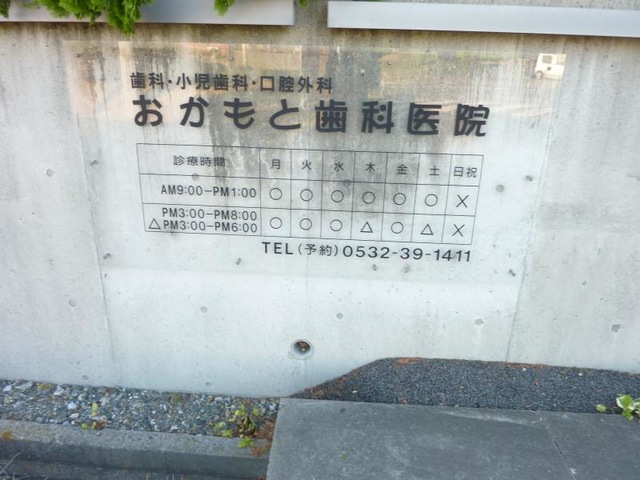 歯科・小児歯科・口腔外科
おかもと歯科医院
診療時間 月 火 水 木 金 土 日祝
AM9:00-PM1:00 ○ ○ ○ ○ ○ ○ ×
PM3:00-PM8:00
△PM3:00-PM6:00 ○ ○ ○ △ ○ △ ×
TEL(予約)0532-39-1411